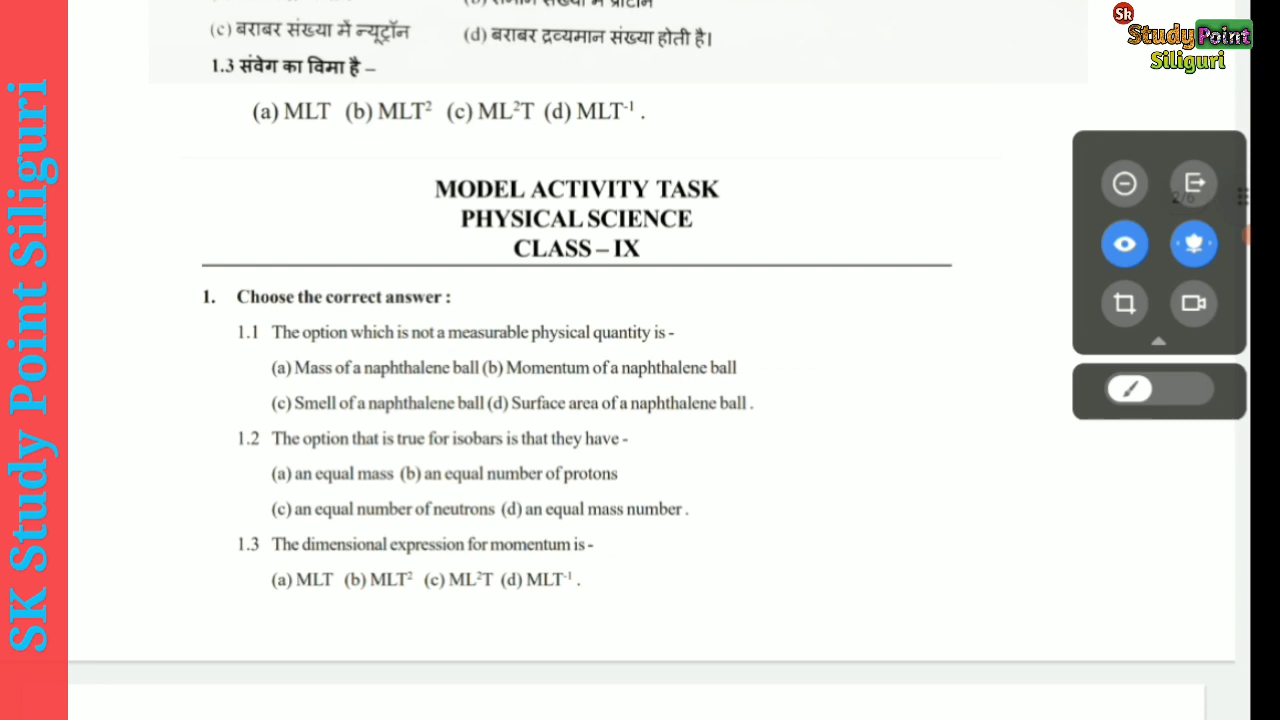 (c) बराबर संख्या में न्यूट्रॉन (d) बराबर द्रव्यमान संख्या होती है।
1.3 संवेग का विमा है –
(a) MLT (b) MLT² (c) ML²T (d) MLT⁻¹ .
MODEL ACTIVITY TASK
PHYSICAL SCIENCE
CLASS – IX
1. Choose the correct answer :
1.1 The option which is not a measurable physical quantity is -
(a) Mass of a naphthalene ball (b) Momentum of a naphthalene ball
(c) Smell of a naphthalene ball (d) Surface area of a naphthalene ball .
1.2 The option that is true for isobars is that they have -
(a) an equal mass (b) an equal number of protons
(c) an equal number of neutrons (d) an equal mass number .
1.3 The dimensional expression for momentum is -
(a) MLT (b) MLT² (c) ML²T (d) MLT⁻¹ .
SK Study Point Siliguri
Sk
Study Point
Siliguri
2/6